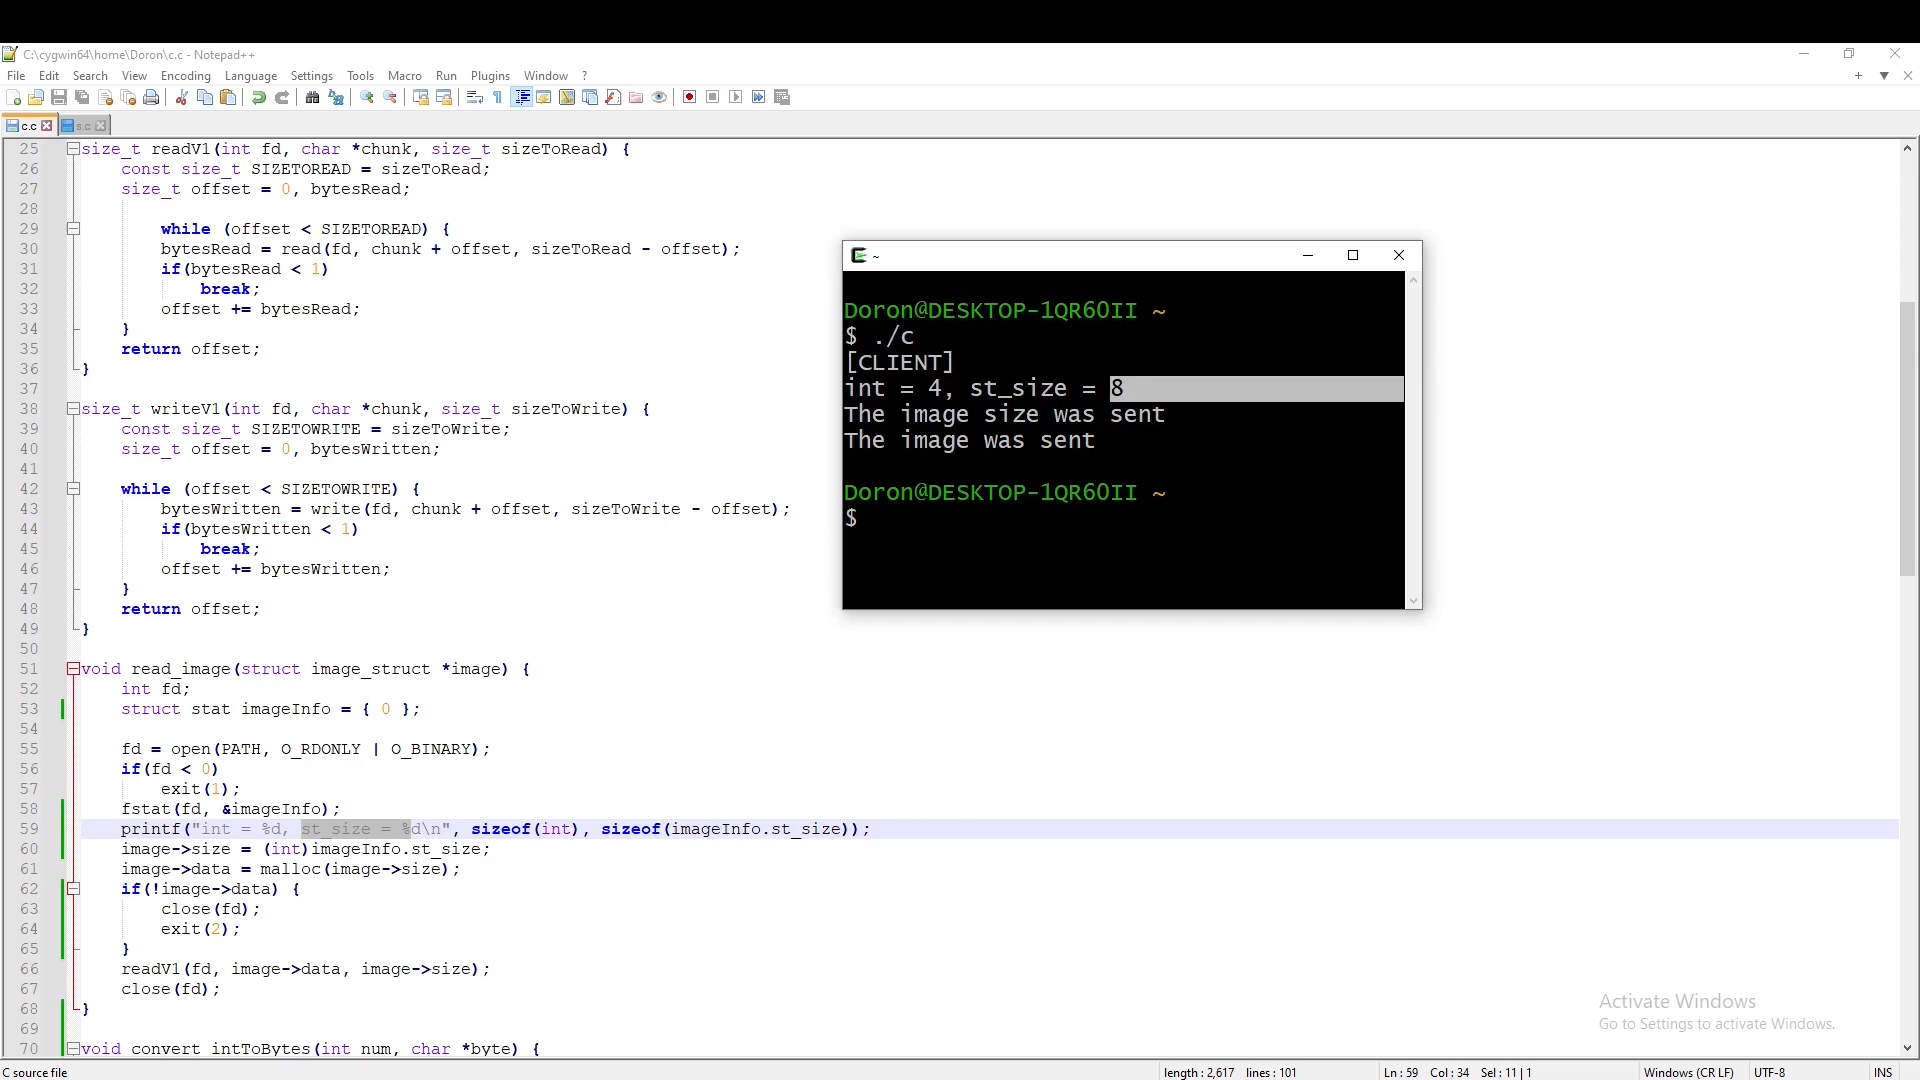 C:\cygwin64\home\Doron\c.c - Notepad++
File Edit Search View Encoding Language Settings Tools Macro Run Plugins Window ?
c.c s.c
25 size_t readV1(int fd, char *chunk, size_t sizeToRead) {
26 const size_t SIZETOREAD = sizeToRead;
27 size_t offset = 0, bytesRead;
28
29 while (offset < SIZETOREAD) {
30 bytesRead = read(fd, chunk + offset, sizeToRead - offset);
31 if(bytesRead < 1)
32 break;
33 offset += bytesRead;
34 }
35 return offset;
36 }
37
38 size_t writeV1(int fd, char *chunk, size_t sizeToWrite) {
39 const size_t SIZETOWRITE = sizeToWrite;
40 size_t offset = 0, bytesWritten;
41
42 while (offset < SIZETOWRITE) {
43 bytesWritten = write(fd, chunk + offset, sizeToWrite - offset);
44 if(bytesWritten < 1)
45 break;
46 offset += bytesWritten;
47 }
48 return offset;
49 }
50
51 void read_image(struct image_struct *image) {
52 int fd;
53 struct stat imageInfo = { 0 };
54
55 fd = open(PATH, O_RDONLY | O_BINARY);
56 if(fd < 0)
57 exit(1);
58 fstat(fd, &imageInfo);
59 printf("int = %d, st_size = %d\n", sizeof(int), sizeof(imageInfo.st_size));
60 image->size = (int)imageInfo.st_size;
61 image->data = malloc(image->size);
62 if(!image->data) {
63 close(fd);
64 exit(2);
65 }
66 readV1(fd, image->data, image->size);
67 close(fd);
68 }
69
70 void convert_intToBytes(int num, char *byte) {
~
Doron@DESKTOP-1QR60II ~
$ ./c
[CLIENT]
int = 4, st_size = 8
The image size was sent
The image was sent
Doron@DESKTOP-1QR60II ~
$
Activate Windows
Go to Settings to activate Windows.
C source file length : 2,617 lines : 101 Ln : 59 Col : 34 Sel : 11 | 1 Windows (CR LF) UTF-8 INS